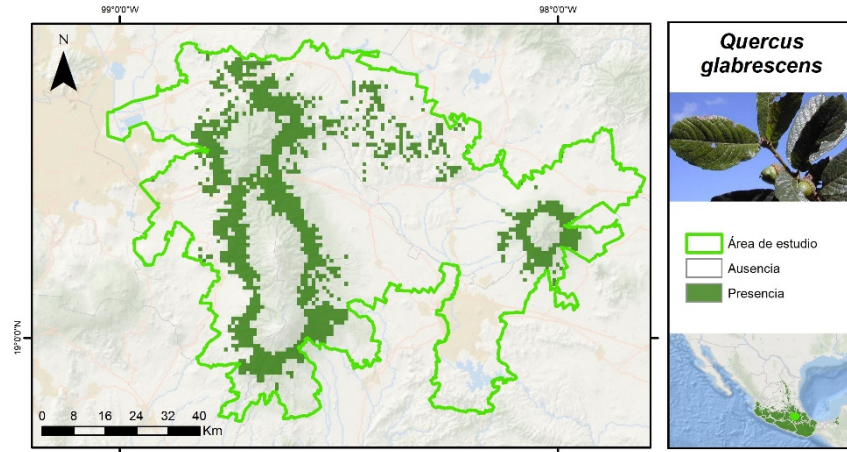 99°0'0"W
98°0'0"W
N
19°0'0"N
0 8 16 24 32 40
Km
Quercus
glabrescens
Área de estudio
Ausencia
Presencia